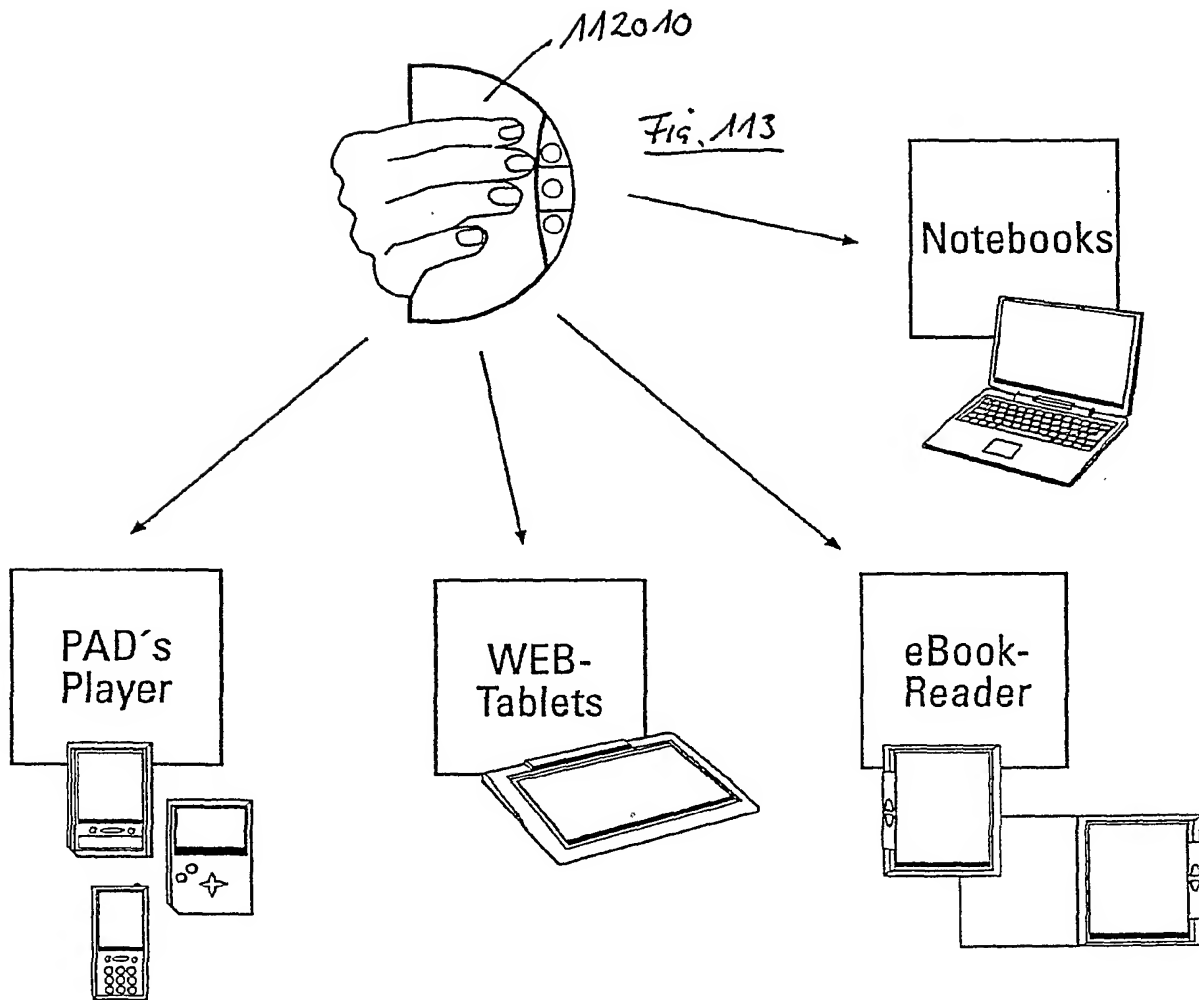 112010
Fig. 113
Notebooks
PAD´s
Player
WEB-
Tablets
eBook-
Reader